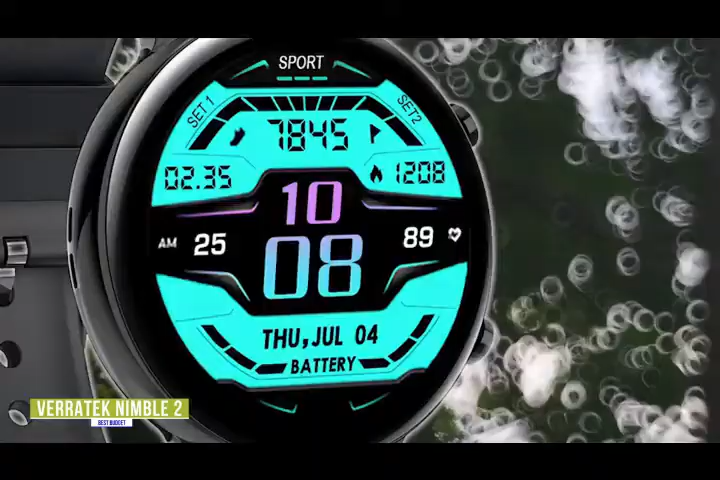 SPORT
SET 1
SET2
7845
02.35
1208
10
AM 25
89
08
THU, JUL 04
BATTERY
VERRATEK NIMBLE 2
BEST BUDGET